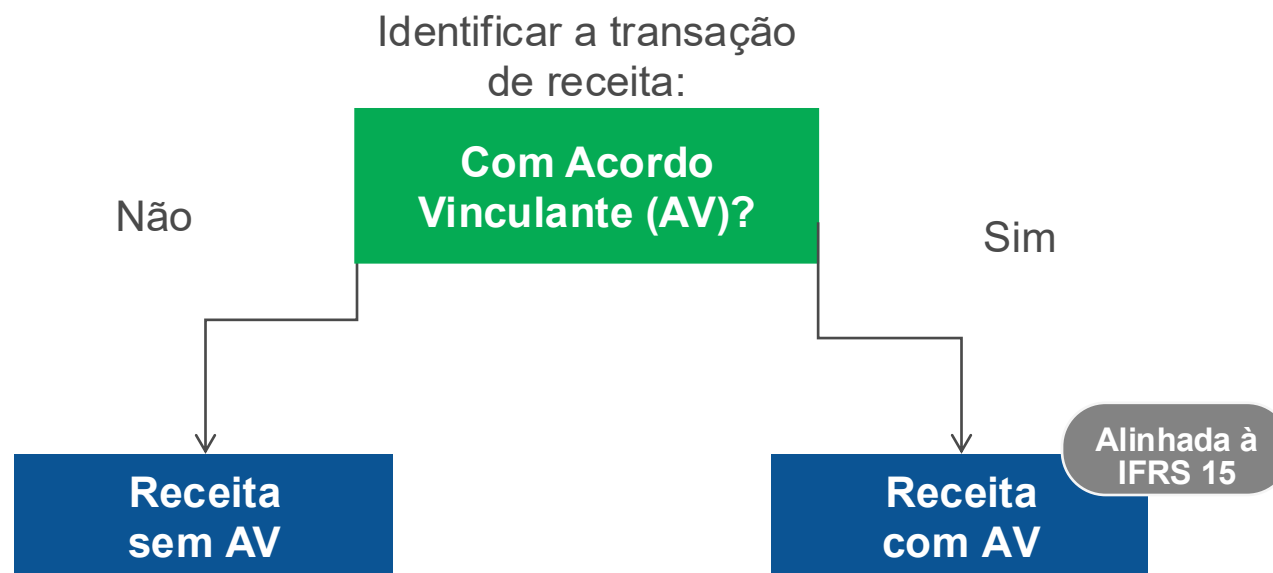 Identificar a transação
de receita:
Com Acordo
Vinculante (AV)?
Não
Sim
Alinhada à
IFRS 15
Receita
sem AV
Receita
com AV